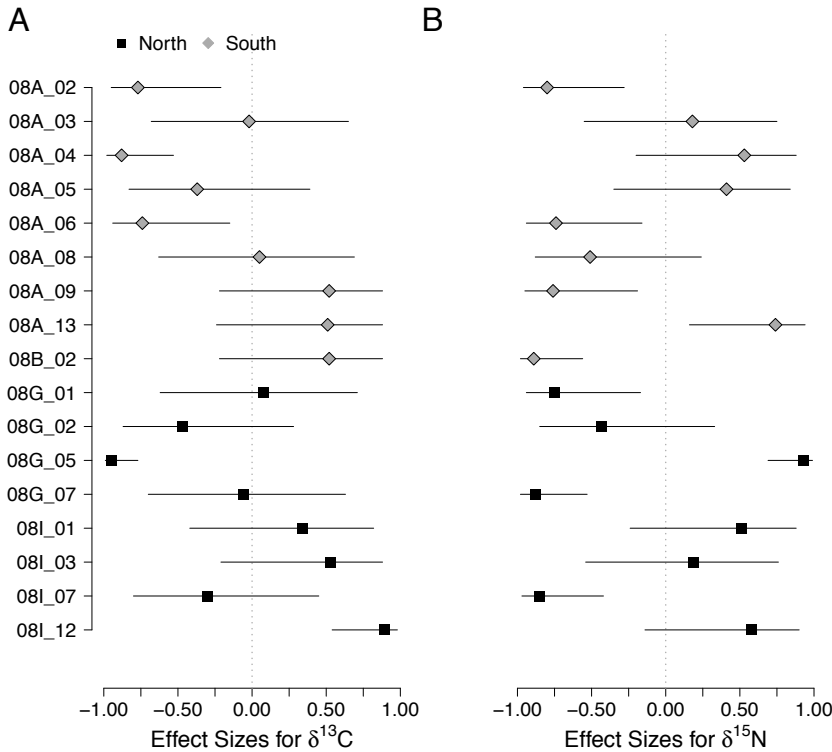 A B
North South
08A_02
08A_03
08A_04
08A_05
08A_06
08A_08
08A_09
08A_13
08B_02
08G_01
08G_02
08G_05
08G_07
08I_01
08I_03
08I_07
08I_12
−1.00 −0.50 0.00 0.50 1.00 −1.00 −0.50 0.00 0.50 1.00
Effect Sizes for δ¹³C Effect Sizes for δ¹⁵N